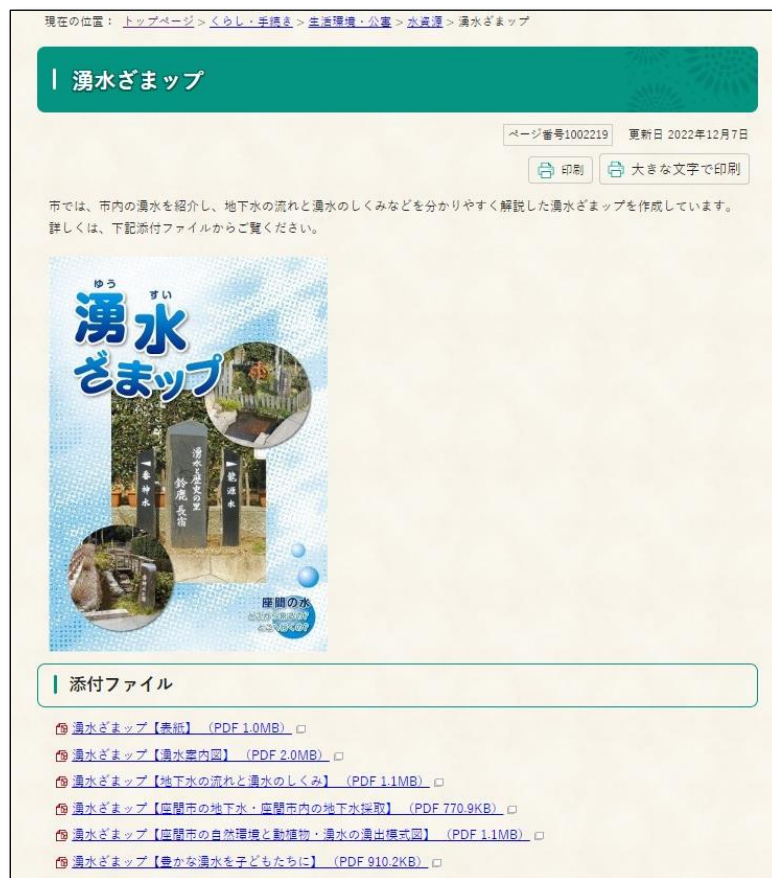 現在の位置： トップページ > くらし・手続き > 生活環境・公害 > 水資源 > 湧水ざまップ
湧水ざまップ
ページ番号1002219　更新日 2022年12月7日
印刷　大きな文字で印刷
市では、市内の湧水を紹介し、地下水の流れと湧水のしくみなどを分かりやすく解説した湧水ざまップを作成しています。
詳しくは、下記添付ファイルからご覧ください。
ゆう すい
湧水
ざまップ
湧水と歴史の里
鈴鹿 長宿
番神水
龍源水
座間の水
添付ファイル
湧水ざまップ【表紙】 （PDF 1.0MB）
湧水ざまップ【湧水案内図】 （PDF 2.0MB）
湧水ざまップ【地下水の流れと湧水のしくみ】 （PDF 1.1MB）
湧水ざまップ【座間市の地下水・座間市内の地下水採取】 （PDF 770.9KB）
湧水ざまップ【座間市の自然環境と動植物・湧水の湧出模式図】 （PDF 1.1MB）
湧水ざまップ【豊かな湧水を子どもたちに】 （PDF 910.2KB）